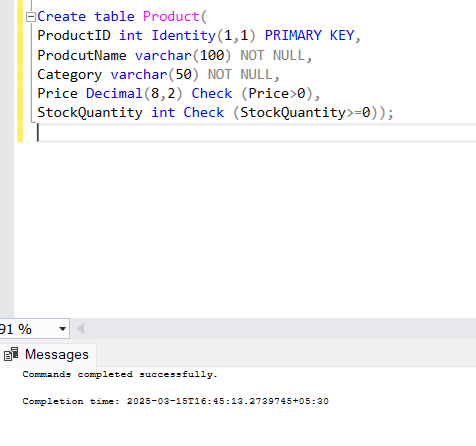 Create table Product(
ProductID int Identity(1,1) PRIMARY KEY,
ProdcutName varchar(100) NOT NULL,
Category varchar(50) NOT NULL,
Price Decimal(8,2) Check (Price>0),
StockQuantity int Check (StockQuantity>=0));
91 %
Messages
Commands completed successfully.
Completion time: 2025-03-15T16:45:13.2739745+05:30